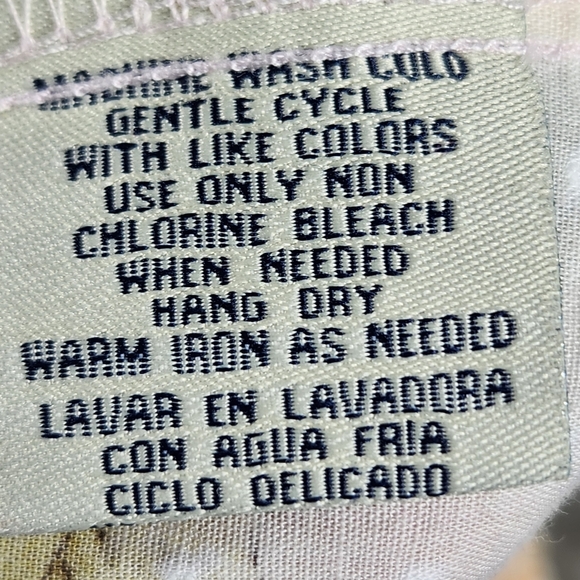 MACHINE WASH COLD
GENTLE CYCLE
WITH LIKE COLORS
USE ONLY NON
CHLORINE BLEACH
WHEN NEEDED
HANG DRY
WARM IRON AS NEEDED
LAVAR EN LAVADORA
CON AGUA FRIA
CICLO DELICADO